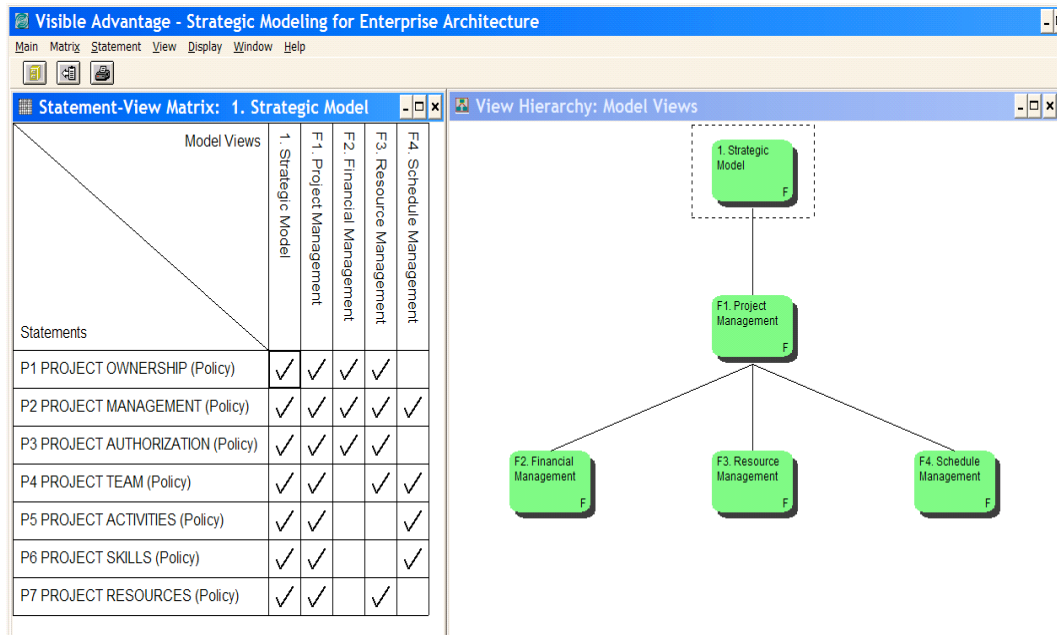 Visible Advantage - Strategic Modeling for Enterprise Architecture
Main Matrix Statement View Display Window Help
Statement-View Matrix: 1. Strategic Model
Model Views
1. Strategic Model
F1. Project Management
F2. Financial Management
F3. Resource Management
F4. Schedule Management
Statements
P1 PROJECT OWNERSHIP (Policy)
P2 PROJECT MANAGEMENT (Policy)
P3 PROJECT AUTHORIZATION (Policy)
P4 PROJECT TEAM (Policy)
P5 PROJECT ACTIVITIES (Policy)
P6 PROJECT SKILLS (Policy)
P7 PROJECT RESOURCES (Policy)
View Hierarchy: Model Views
1. Strategic
Model
F
F1. Project
Management
F
F2. Financial
Management
F
F3. Resource
Management
F
F4. Schedule
Management
F